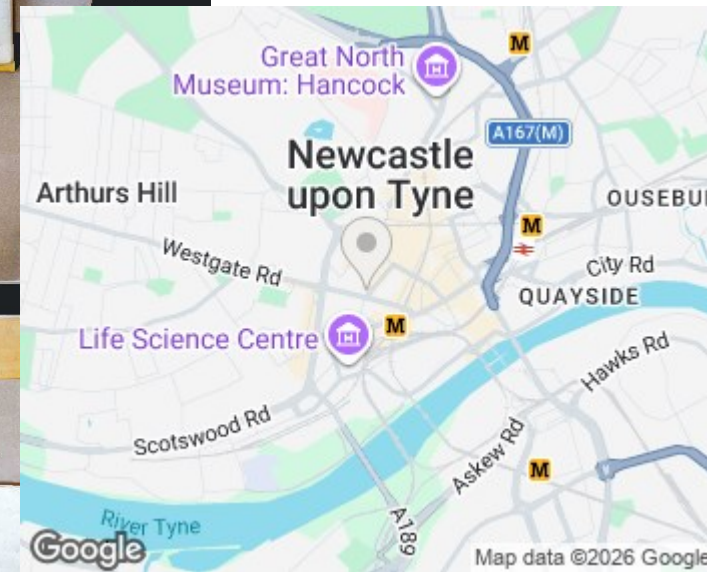 Great North
Museum: Hancock
M
A167(M)
Newcastle
upon Tyne
Arthurs Hill
M
Westgate Rd
City Rd
QUAYSIDE
Life Science Centre
M
Hawks Rd
Scotswood Rd
Askew Rd
M
River Tyne
A189
Google
Map data ©2026 Google